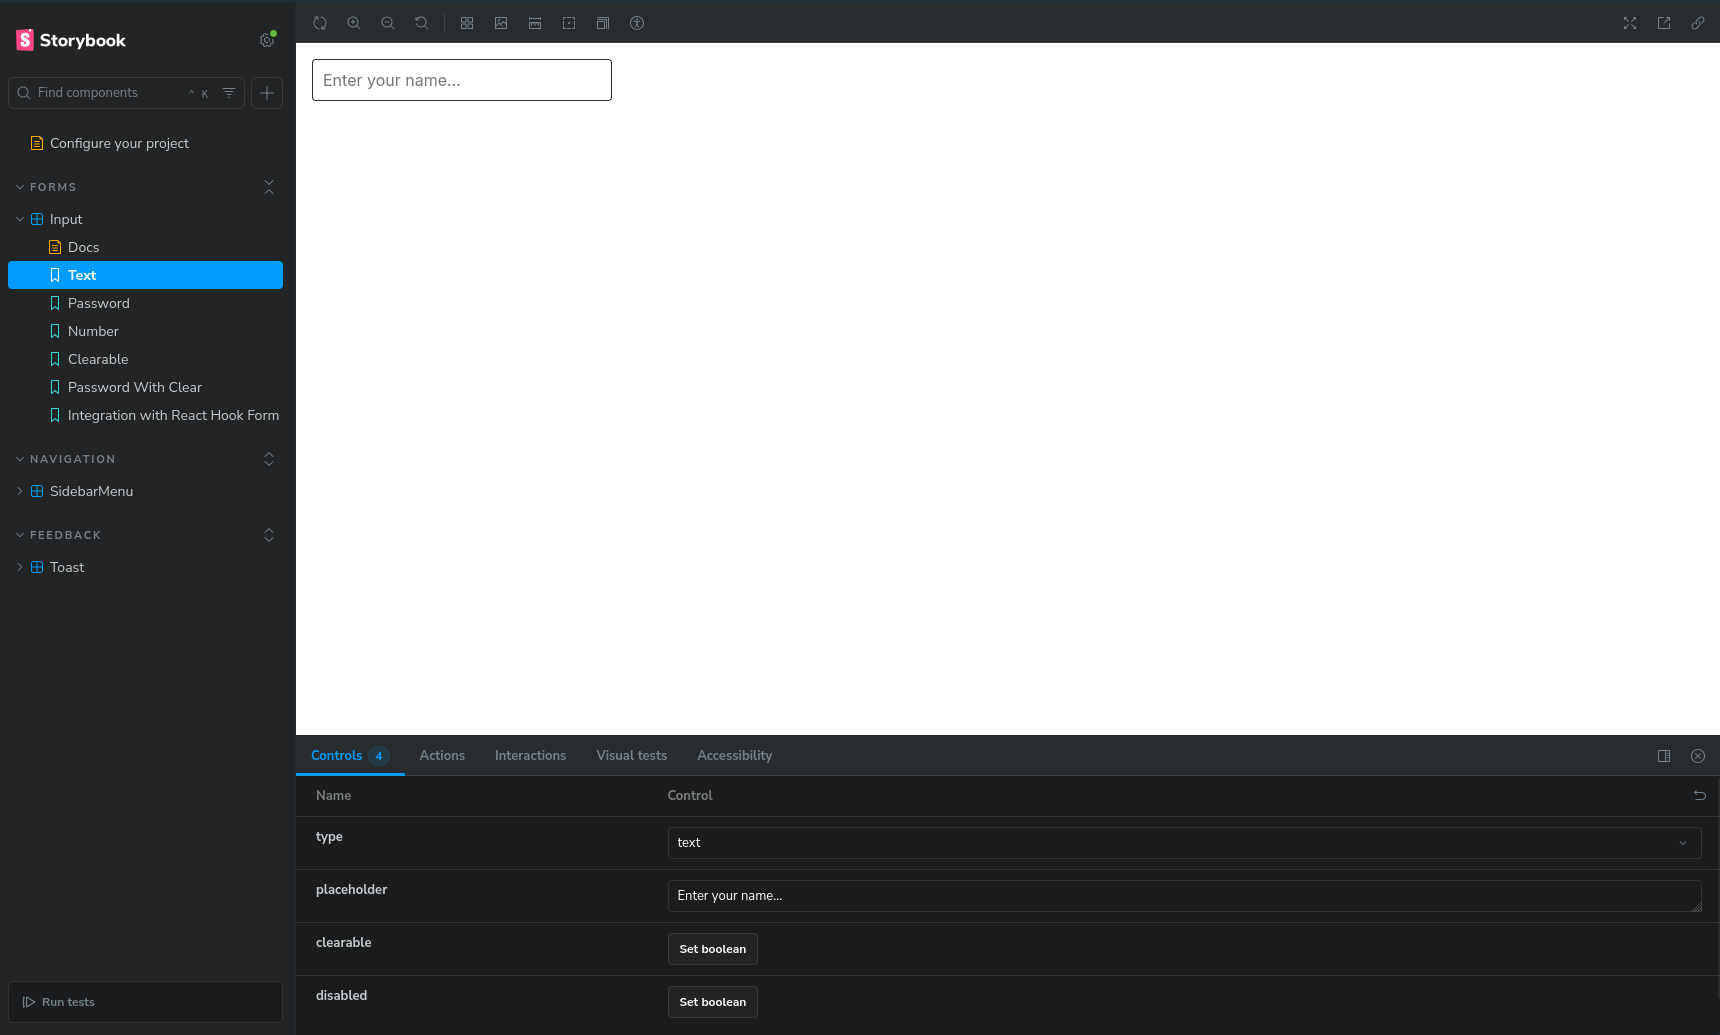 Storybook
Find components
^ K
Configure your project
FORMS
Input
Docs
Text
Password
Number
Clearable
Password With Clear
Integration with React Hook Form
NAVIGATION
SidebarMenu
FEEDBACK
Toast
Run tests
Enter your name...
Controls 4 Actions Interactions Visual tests Accessibility
Name Control
type text
placeholder Enter your name...
clearable Set boolean
disabled Set boolean